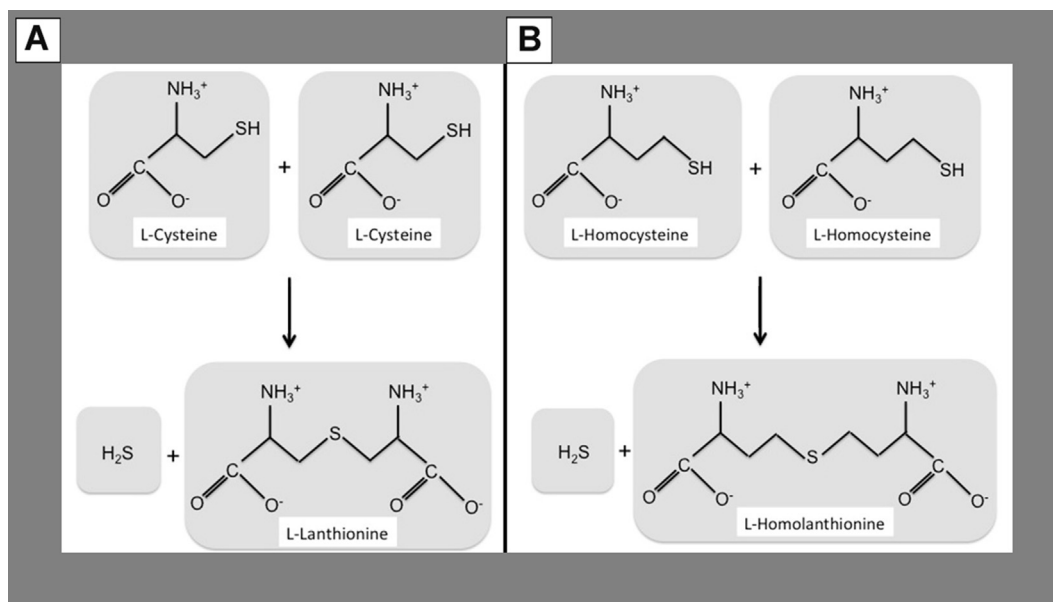 A
NH₃⁺
SH
C
O
O⁻
L-Cysteine
+
NH₃⁺
SH
C
O
O⁻
L-Cysteine
H₂S
+
NH₃⁺
S
NH₃⁺
C
O
O⁻
C
O
O⁻
L-Lanthionine
B
NH₃⁺
SH
C
O
O⁻
L-Homocysteine
+
NH₃⁺
SH
C
O
O⁻
L-Homocysteine
H₂S
+
NH₃⁺
S
NH₃⁺
C
O
O⁻
C
O
O⁻
L-Homolanthionine